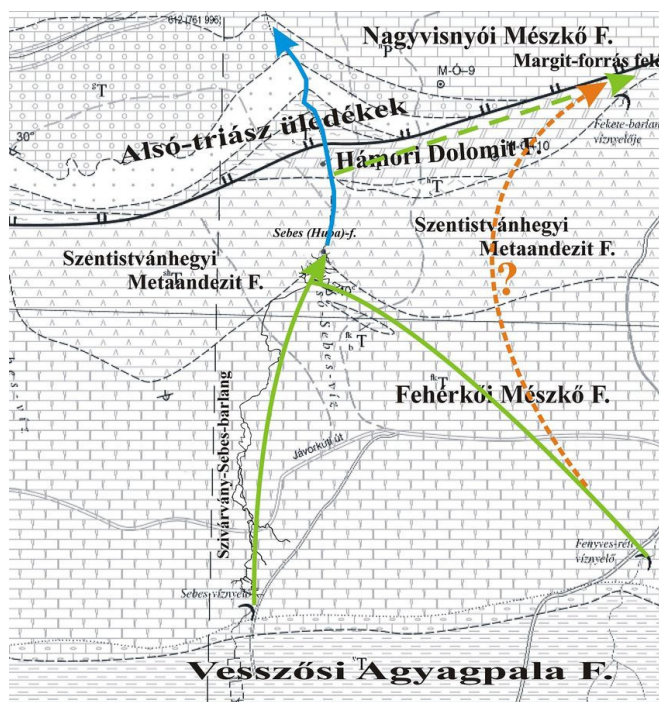 612 (761 996)
Nagyvisnyói Mészkő F.
P
Margit-forrás felé
T
M-Ó-9
Alsó-triász üledékek
30°
Fekete-barlang
víznyelője
Hámori Dolomit F.
T
Szentistvánhegyi
Metaandezit F.
Sebes (Huba)-f.
Szentistvánhegyi
Metaandezit F.
T
?
T
T
Fehérkői Mészkő F.
Szivárvány-Sebes-barlang
Jávorkúti út
Fenyves-réti
víznyelő
Sebes-víznyelő
Vesszősi Agyagpala F.
T